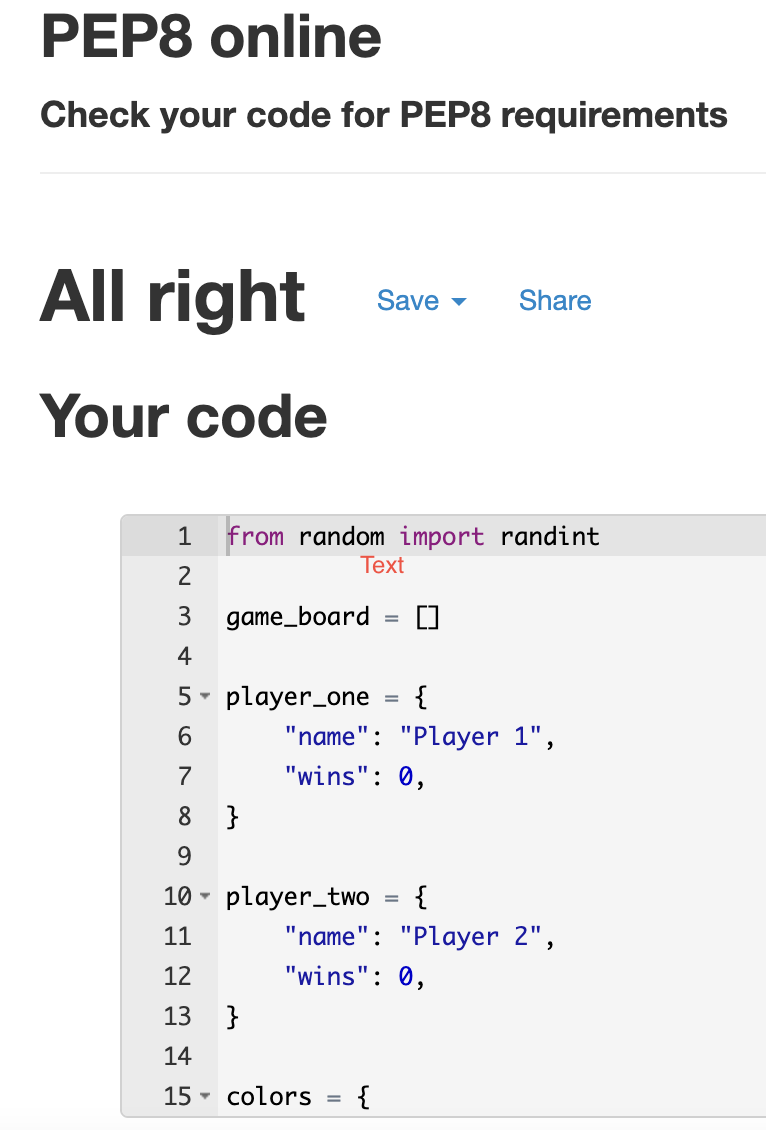 PEP8 online
Check your code for PEP8 requirements
All right Save Share
Your code
1 from random import randint
Text
2
3 game_board = []
4
5 player_one = {
6     "name": "Player 1",
7     "wins": 0,
8 }
9
10 player_two = {
11     "name": "Player 2",
12     "wins": 0,
13 }
14
15 colors = {